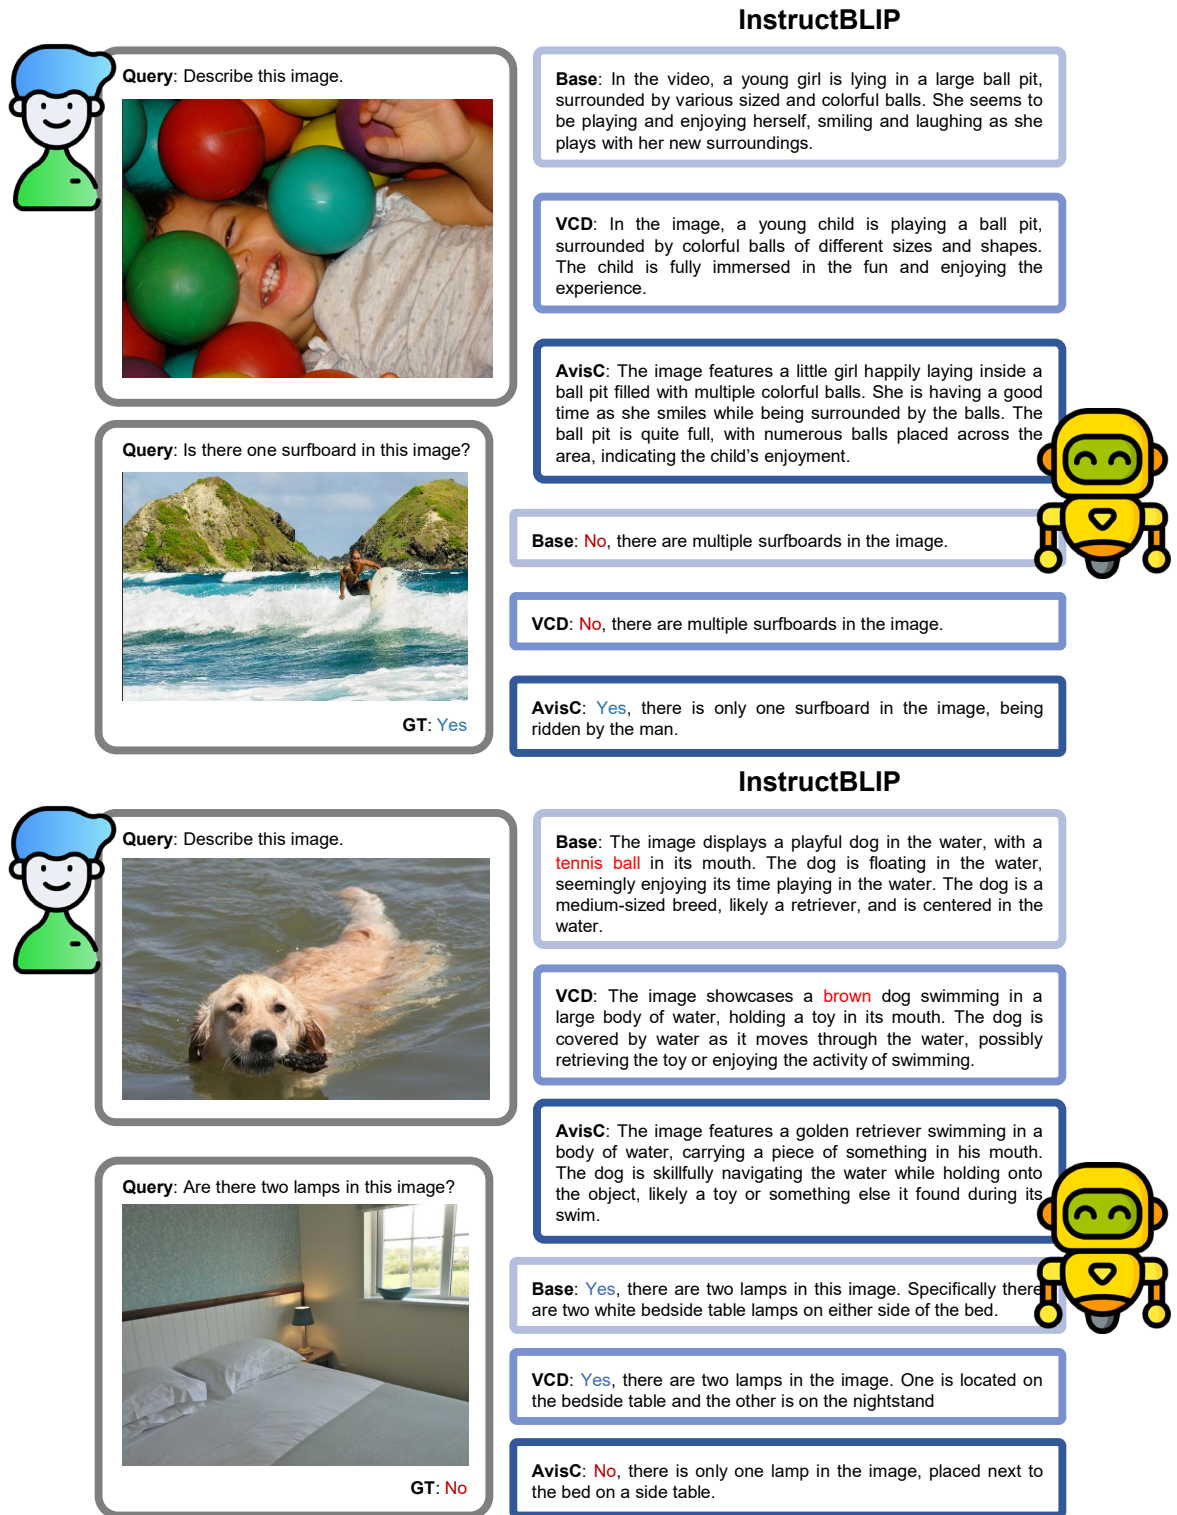 InstructBLIP
Query: Describe this image.
Base: In the video, a young girl is lying in a large ball pit,
surrounded by various sized and colorful balls. She seems to
be playing and enjoying herself, smiling and laughing as she
plays with her new surroundings.
VCD: In the image, a young child is playing a ball pit,
surrounded by colorful balls of different sizes and shapes.
The child is fully immersed in the fun and enjoying the
experience.
AvisC: The image features a little girl happily laying inside a
ball pit filled with multiple colorful balls. She is having a good
time as she smiles while being surrounded by the balls. The
ball pit is quite full, with numerous balls placed across the
area, indicating the child's enjoyment.
Query: Is there one surfboard in this image?
GT: Yes
Base: No, there are multiple surfboards in the image.
VCD: No, there are multiple surfboards in the image.
AvisC: Yes, there is only one surfboard in the image, being
ridden by the man.
InstructBLIP
Query: Describe this image.
Base: The image displays a playful dog in the water, with a
tennis ball in its mouth. The dog is floating in the water,
seemingly enjoying its time playing in the water. The dog is a
medium-sized breed, likely a retriever, and is centered in the
water.
VCD: The image showcases a brown dog swimming in a
large body of water, holding a toy in its mouth. The dog is
covered by water as it moves through the water, possibly
retrieving the toy or enjoying the activity of swimming.
AvisC: The image features a golden retriever swimming in a
body of water, carrying a piece of something in his mouth.
The dog is skillfully navigating the water while holding onto
the object, likely a toy or something else it found during its
swim.
Query: Are there two lamps in this image?
GT: No
Base: Yes, there are two lamps in this image. Specifically there
are two white bedside table lamps on either side of the bed.
VCD: Yes, there are two lamps in the image. One is located on
the bedside table and the other is on the nightstand
AvisC: No, there is only one lamp in the image, placed next to
the bed on a side table.